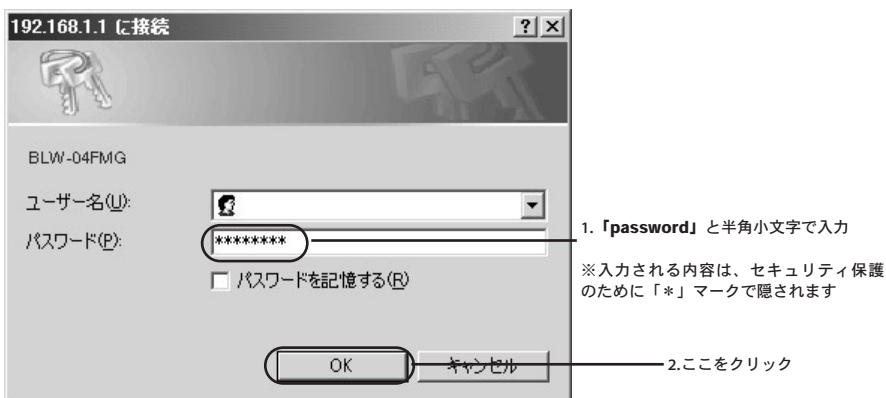 192.168.1.1 に接続
BLW-04FMG
ユーザー名(U):
パスワード(P):
********
パスワードを記憶する(R)
OK
キャンセル
1.「password」と半角小文字で入力
※入力される内容は、セキュリティ保護
のために「＊」マークで隠されます
2.ここをクリック